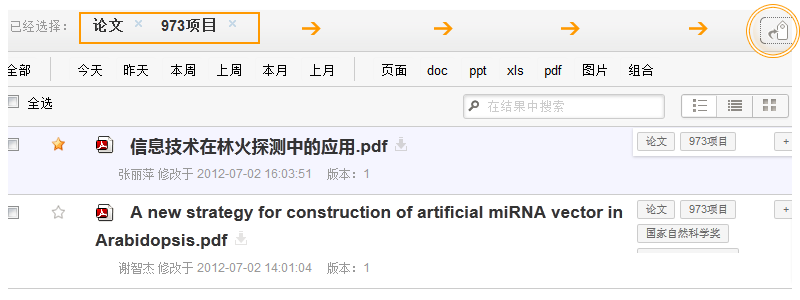 已经选择： 论文 × 973项目 ×
全部 今天 昨天 本周 上周 本月 上月 页面 doc ppt xls pdf 图片 组合
全选 在结果中搜索
信息技术在林火探测中的应用.pdf 论文 973项目 +
张丽萍 修改于 2012-07-02 16:03:51 版本：1
A new strategy for construction of artificial miRNA vector in 论文 973项目 +
Arabidopsis.pdf 国家自然科学奖
谢智杰 修改于 2012-07-02 14:01:04 版本：1